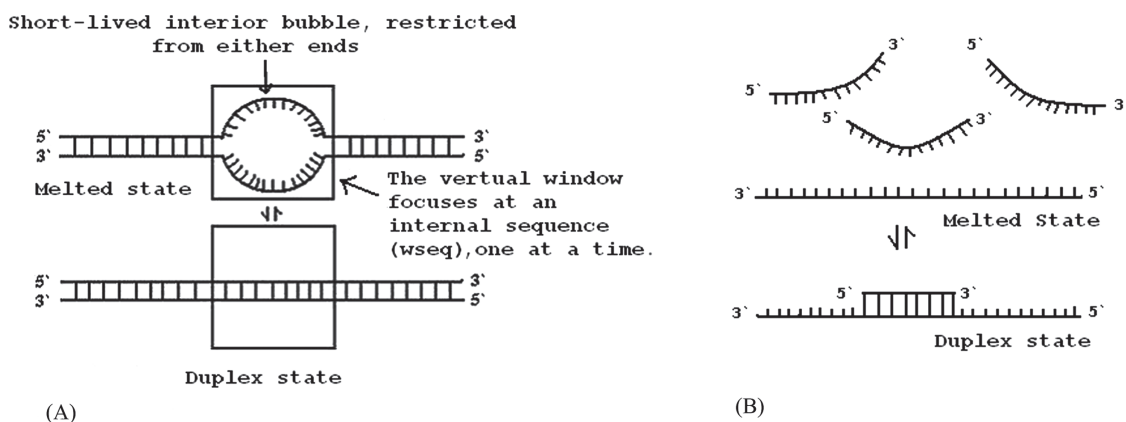 Short-lived interior bubble, restricted
from either ends
5`
3`
3`
5`
Melted state
The vertual window
focuses at an
internal sequence
(wseq),one at a time.
5`
3`
3`
5`
Duplex state
(A)
3`
5`
5`
3
5`
3`
3`
5`
Melted State
5`
3`
3`
5`
Duplex state
(B)